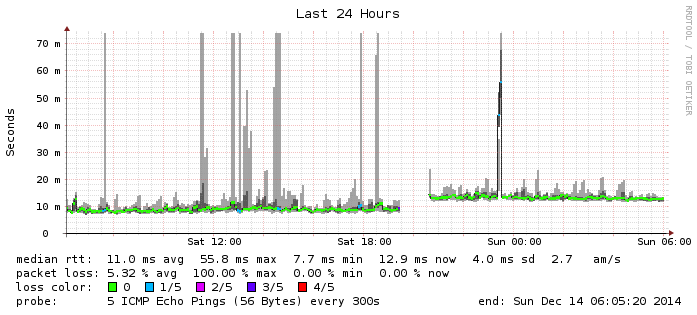 Last 24 Hours
RRDTOOL / TOBI OETIKER
Seconds
70 m
60 m
50 m
40 m
30 m
20 m
10 m
0
Sat 12:00 Sat 18:00 Sun 00:00 Sun 06:00
median rtt: 11.0 ms avg 55.8 ms max 7.7 ms min 12.9 ms now 4.0 ms sd 2.7 am/s
packet loss: 5.32 % avg 100.00 % max 0.00 % min 0.00 % now
loss color: 0 1/5 2/5 3/5 4/5
probe: 5 ICMP Echo Pings (56 Bytes) every 300s end: Sun Dec 14 06:05:20 2014